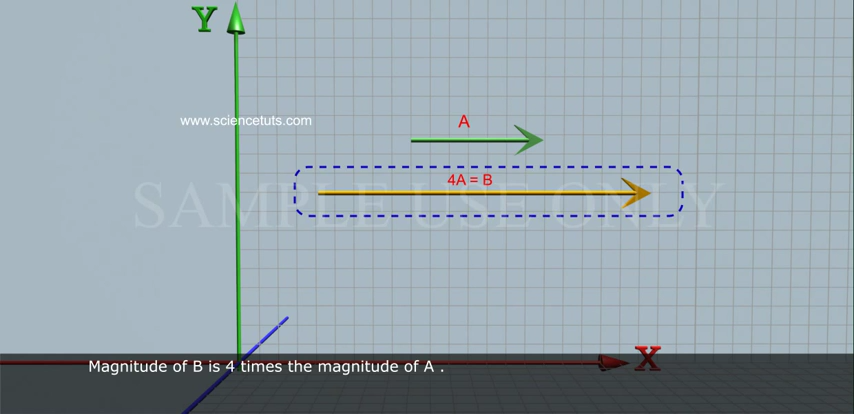 Y
www.sciencetuts.com
A
4A = B
SAMPLE USE ONLY
X
Magnitude of B is 4 times the magnitude of A .